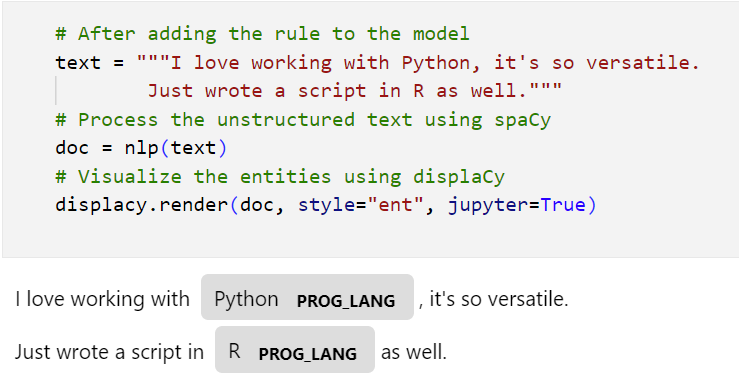 # After adding the rule to the model
text = """I love working with Python, it's so versatile.
Just wrote a script in R as well."""
# Process the unstructured text using spaCy
doc = nlp(text)
# Visualize the entities using displaCy
displacy.render(doc, style="ent", jupyter=True)
I love working with Python PROG_LANG , it's so versatile.
Just wrote a script in R PROG_LANG as well.